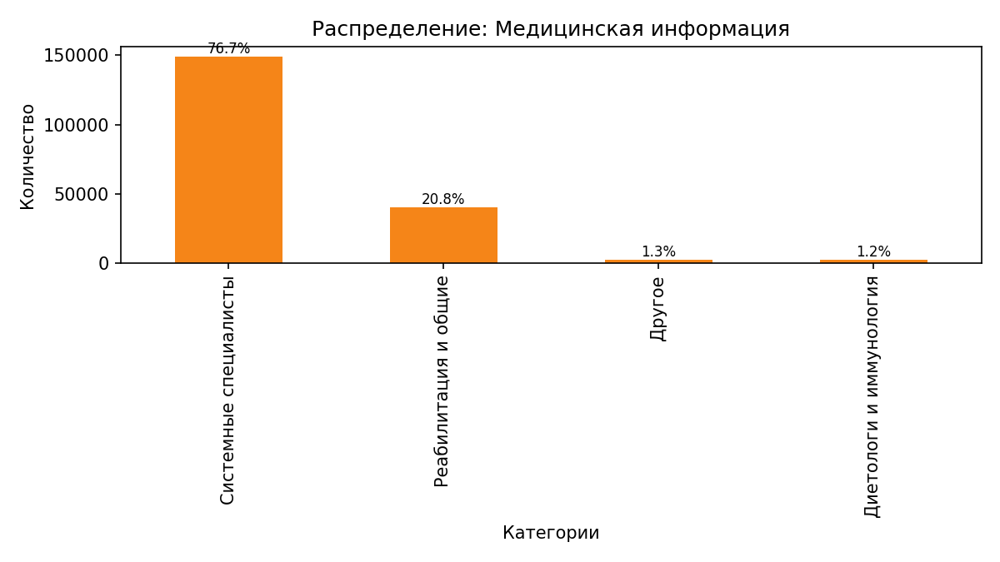 Распределение: Медицинская информация
Количество
150000
100000
50000
0
76.7%
20.8%
1.3%
1.2%
Системные специалисты
Реабилитация и общие
Другое
Диетологи и иммунология
Категории